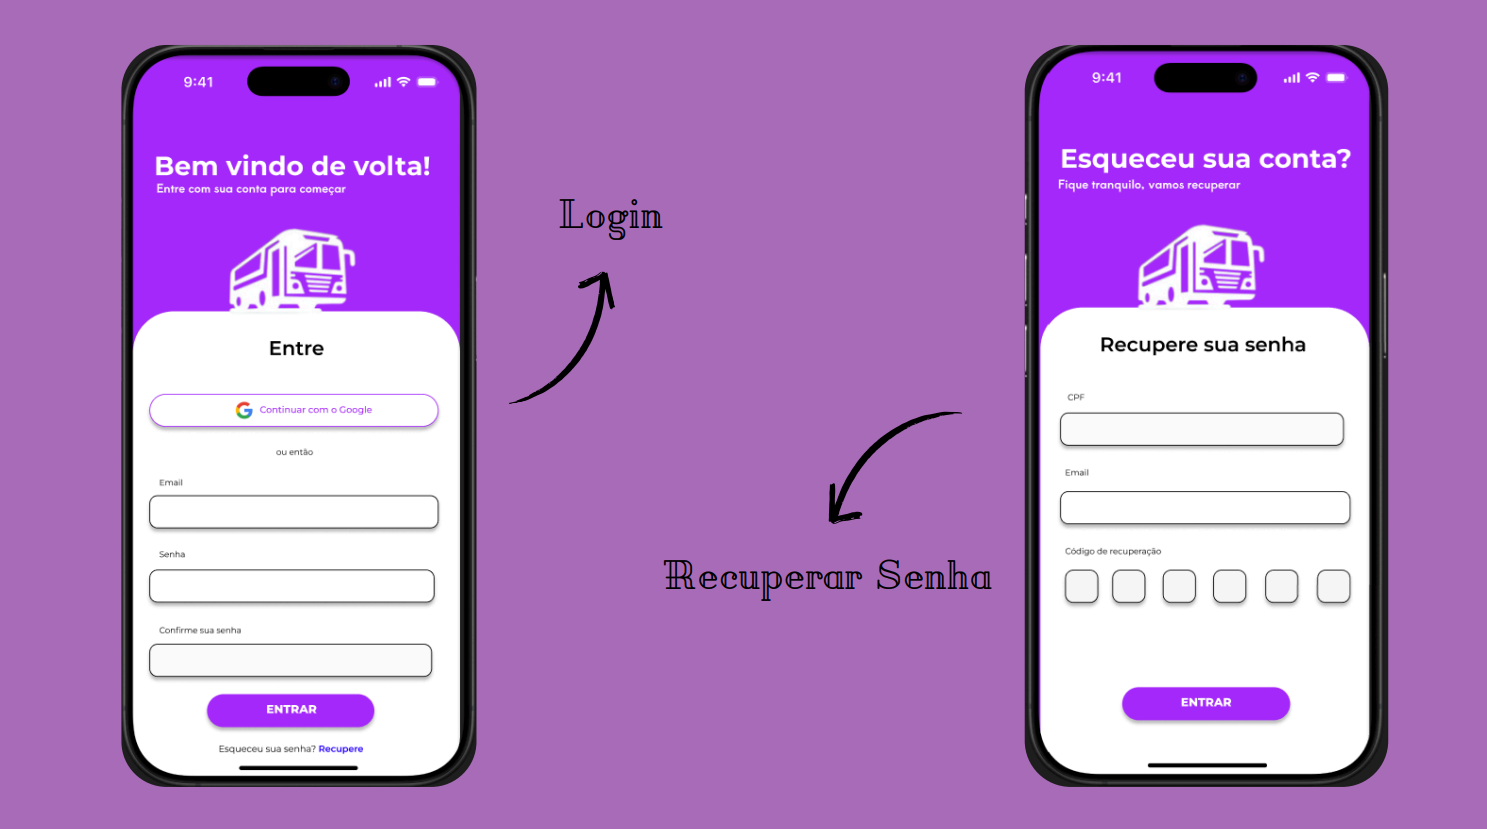 9:41
Bem vindo de volta!
Entre com sua conta para começar
Entre
Continuar com o Google
ou então
Email
Senha
Confirme sua senha
ENTRAR
Esqueceu sua senha? Recupere
Login
Recuperar Senha
9:41
Esqueceu sua conta?
Fique tranquilo, vamos recuperar
Recupere sua senha
CPF
Email
Código de recuperação
ENTRAR